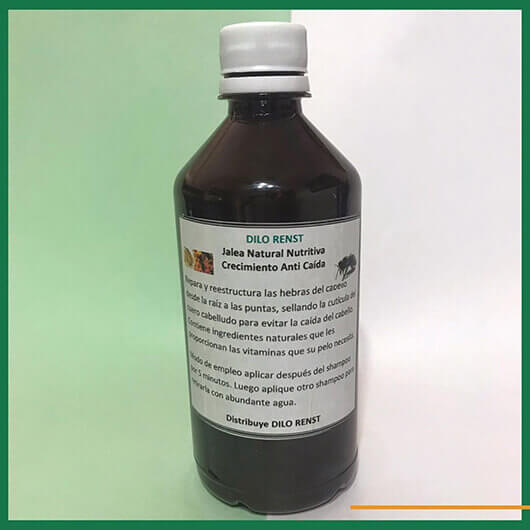 DILO RENST
Jalea Natural Nutritiva
Crecimiento Anti Caída
Repara y reestructura las hebras del cabello
desde la raíz a las puntas, sellando la cutícula del
cuero cabelludo para evitar la caída del cabello.
Contiene ingredientes naturales que les
proporcionan las vitaminas que su pelo necesita.
Modo de empleo aplicar después del shampoo
por 5 minutos. Luego aplique otro shampoo para
retirarla con abundante agua.
Distribuye DILO RENST